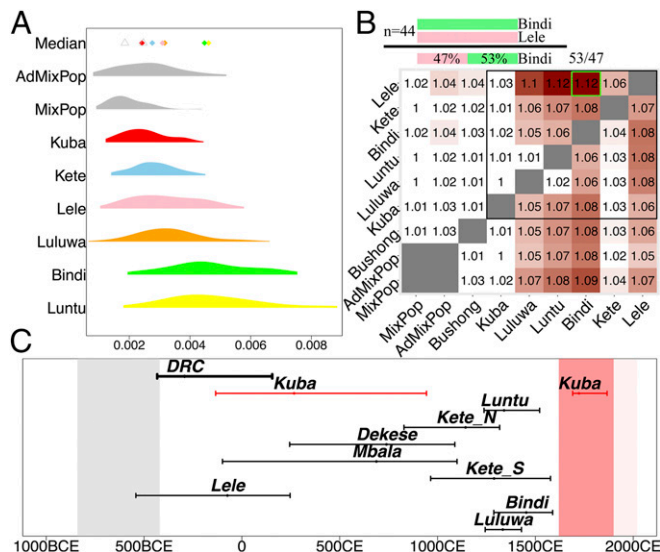 A
Median
AdMixPop
MixPop
Kuba
Kete
Lele
Luluwa
Bindi
Luntu
0.002 0.004 0.006 0.008
B
n=44
Bindi
Lele
47% 53% Bindi 53/47
Lele 1.02 1.04 1.04 1.03 1.1 1.12 1.12 1.06
Kete 1 1.02 1.01 1.01 1.06 1.07 1.08 1.07
Bindi 1.02 1.04 1.03 1.02 1.05 1.06 1.04 1.08
Luntu 1 1.02 1.01 1.01 1.01 1.06 1.03 1.08
Luluwa 1 1.02 1.01 1 1.02 1.06 1.03 1.08
Kuba 1.01 1.03 1.01 1.05 1.07 1.08 1.03 1.06
Bushong 1.01 1.03 1.01 1.05 1.07 1.08 1.03 1.06
AdMixPop 1.01 1 1.04 1.06 1.06 1.02 1.05
MixPop 1.03 1.02 1.07 1.08 1.09 1.04 1.07
MixPop AdMixPop Bushong Kuba Luluwa Luntu Bindi Kete Lele
C
DRC
Kuba Kuba
Luntu
Kete_N
Dekese
Mbala
Kete_S
Lele
Bindi
Luluwa
1000BCE 500BCE 0 500CE 1000CE 1500CE 2000CE